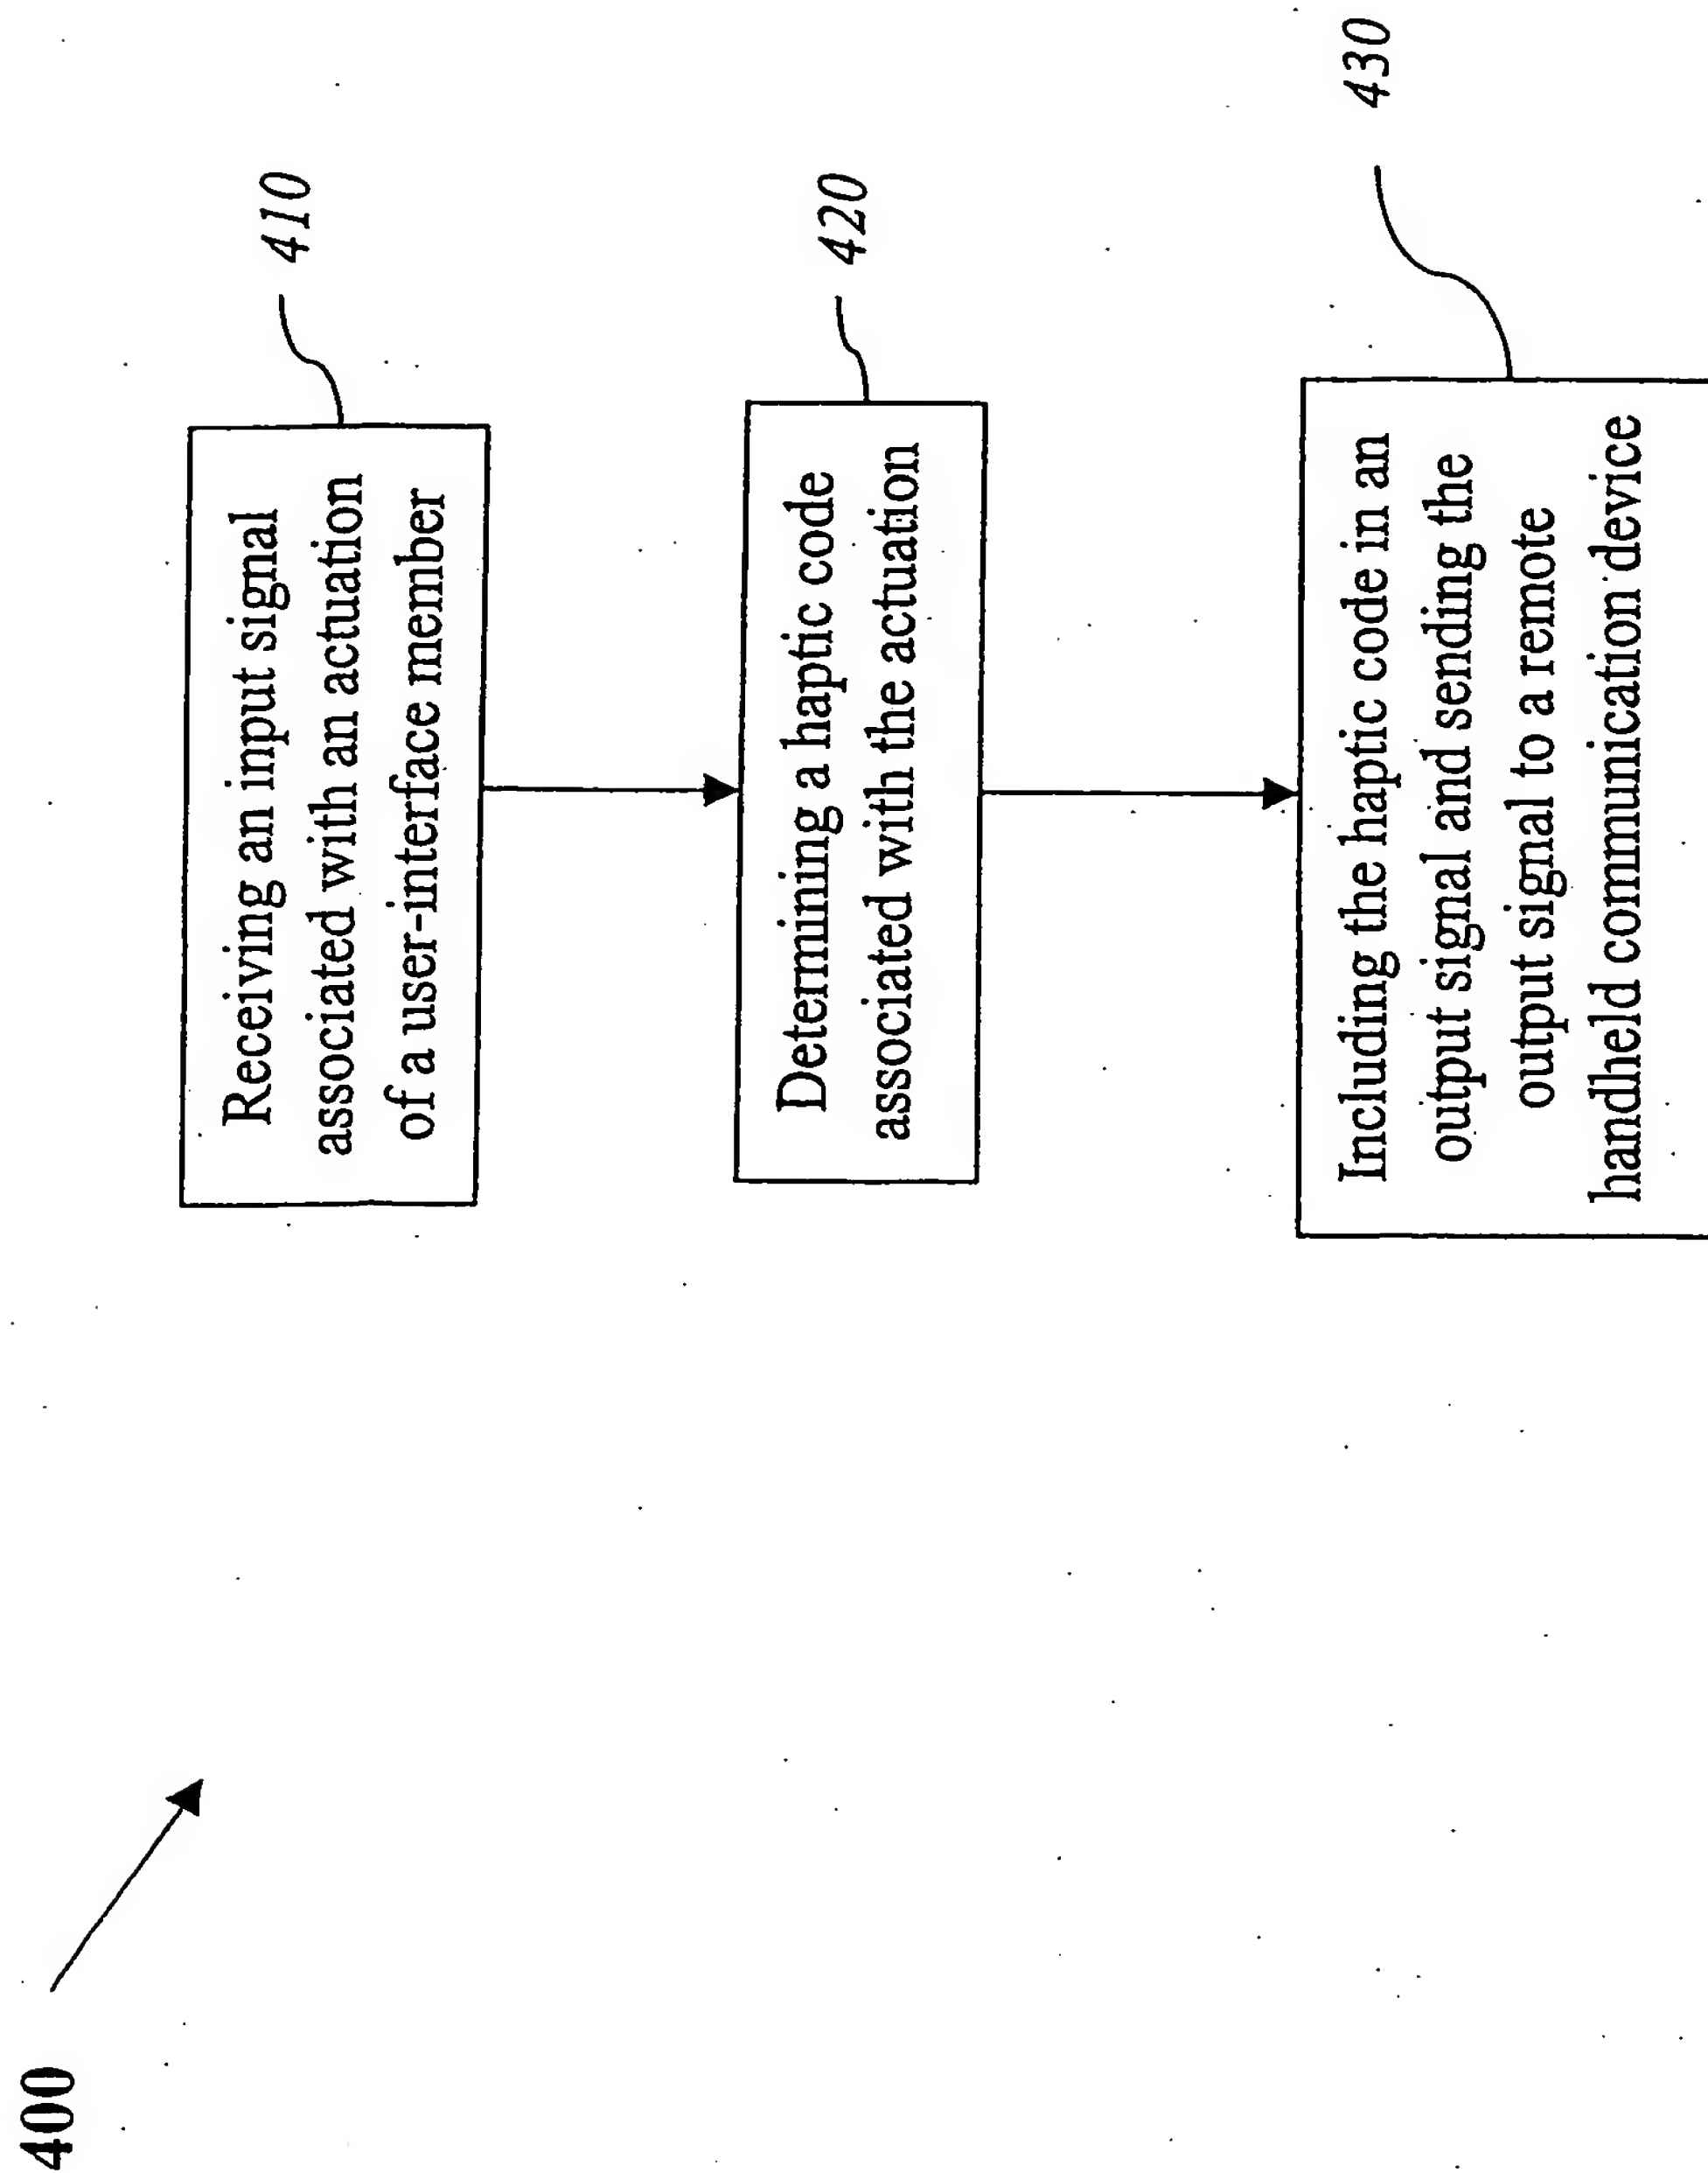 400
Receiving an input signal
associated with an actuation
of a user-interface member
410
Determining a haptic code
associated with the actuation
420
Including the haptic code in an
output signal and sending the
output signal to a remote
handheld communication device
430